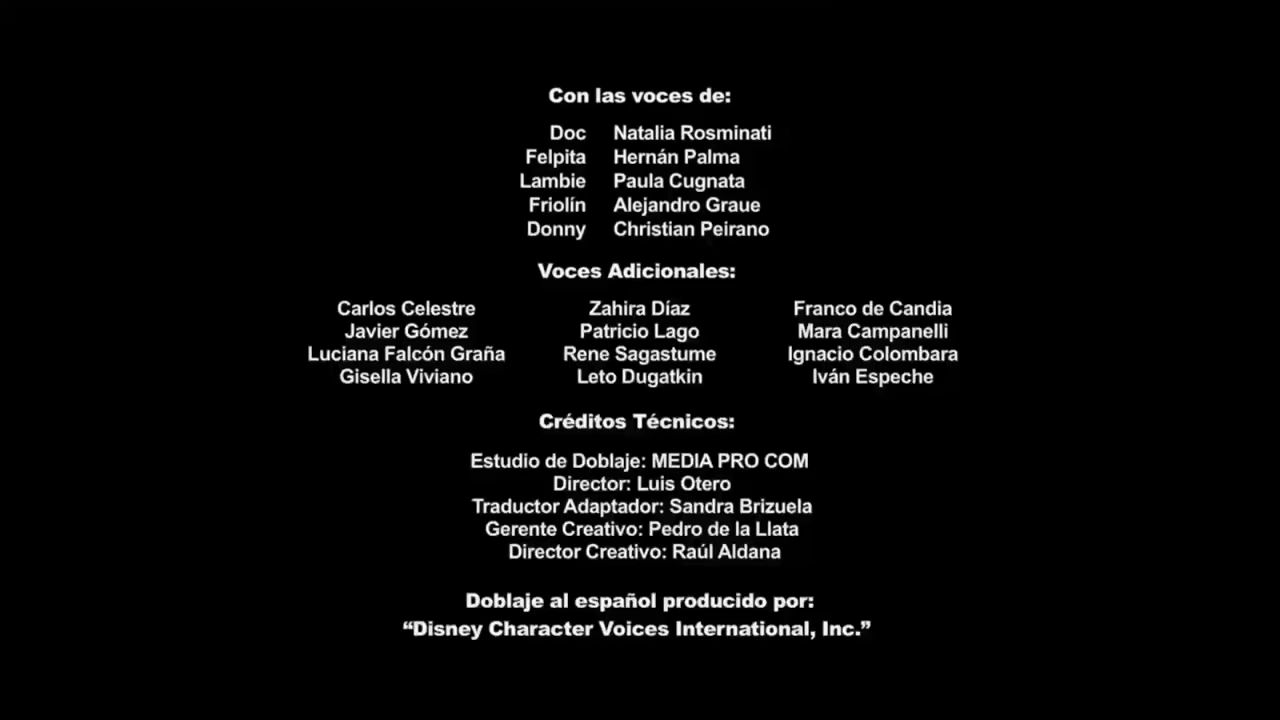 Con las voces de:
Doc Natalia Rosminati
Felpita Hernán Palma
Lambie Paula Cugnata
Friolín Alejandro Graue
Donny Christian Peirano
Voces Adicionales:
Carlos Celestre Zahira Díaz Franco de Candia
Javier Gómez Patricio Lago Mara Campanelli
Luciana Falcón Graña Rene Sagastume Ignacio Colombara
Gisella Viviano Leto Dugatkin Iván Espeche
Créditos Técnicos:
Estudio de Doblaje: MEDIA PRO COM
Director: Luis Otero
Traductor Adaptador: Sandra Brizuela
Gerente Creativo: Pedro de la Llata
Director Creativo: Raúl Aldana
Doblaje al español producido por:
“Disney Character Voices International, Inc.”